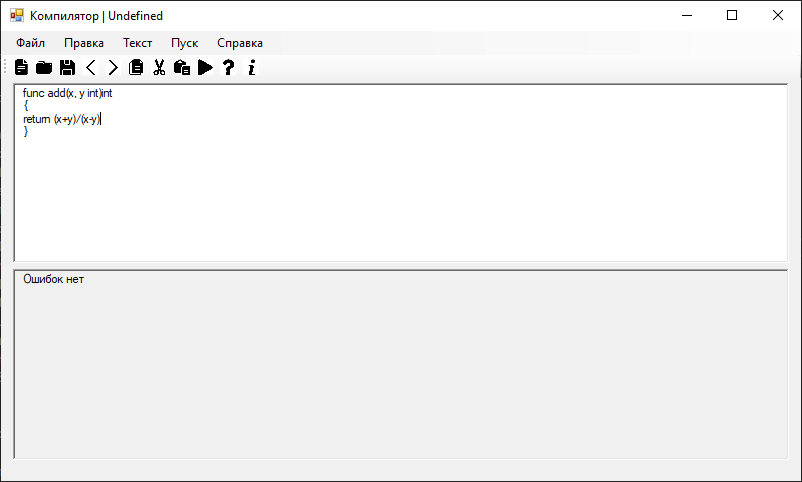 Компилятор | Undefined
Файл Правка Текст Пуск Справка
func add(x, y int)int
{
return (x+y)/(x-y)
}
Ошибок нет